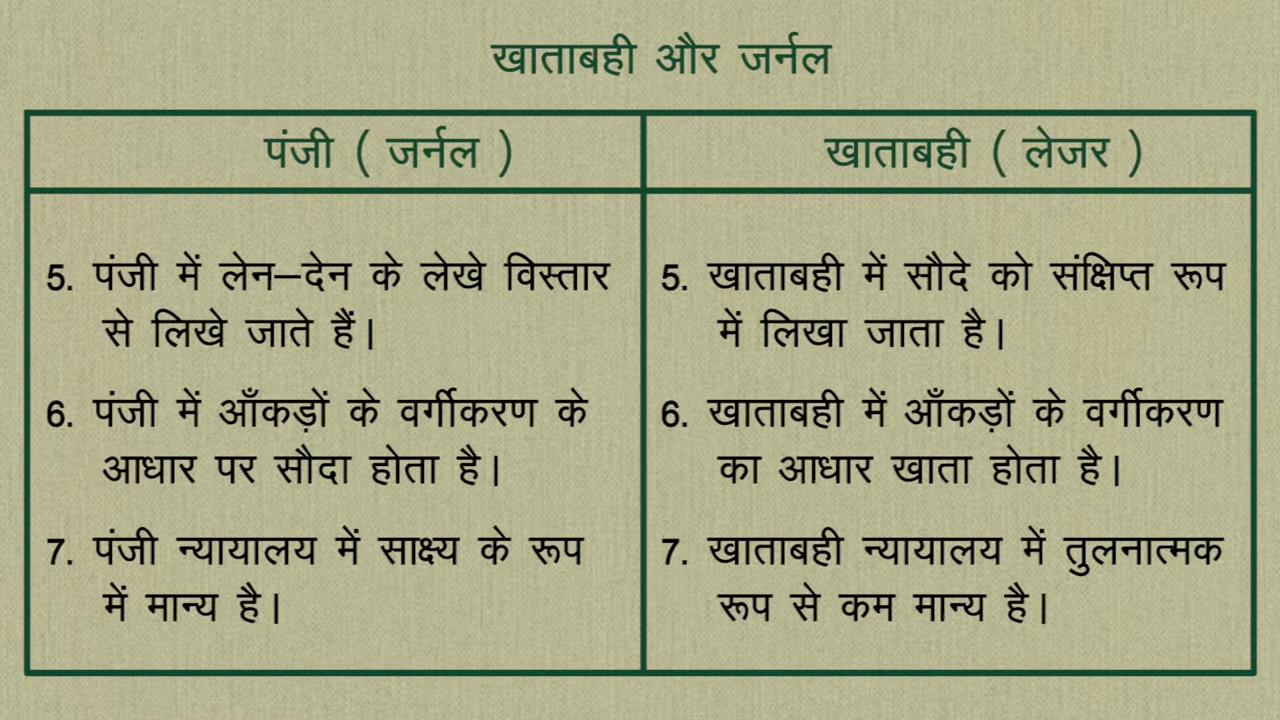 खाताबही और जर्नल
पंजी ( जर्नल )
खाताबही ( लेजर )
5. पंजी में लेन–देन के लेखे विस्तार
से लिखे जाते हैं।
6. पंजी में आँकड़ों के वर्गीकरण के
आधार पर सौदा होता है।
7. पंजी न्यायालय में साक्ष्य के रूप
में मान्य है।
5. खाताबही में सौदे को संक्षिप्त रूप
में लिखा जाता है।
6. खाताबही में आँकड़ों के वर्गीकरण
का आधार खाता होता है।
7. खाताबही न्यायालय में तुलनात्मक
रूप से कम मान्य है।